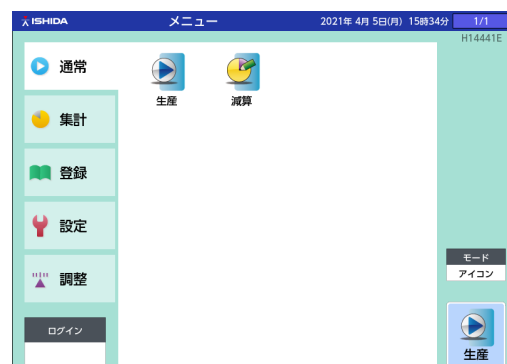 ISHIDA メニュー 2021年 4月 5日(月) 15時34分 1/1
H14441E
通常
生産 減算
集計
登録
設定
モード
アイコン
調整
ログイン
生産